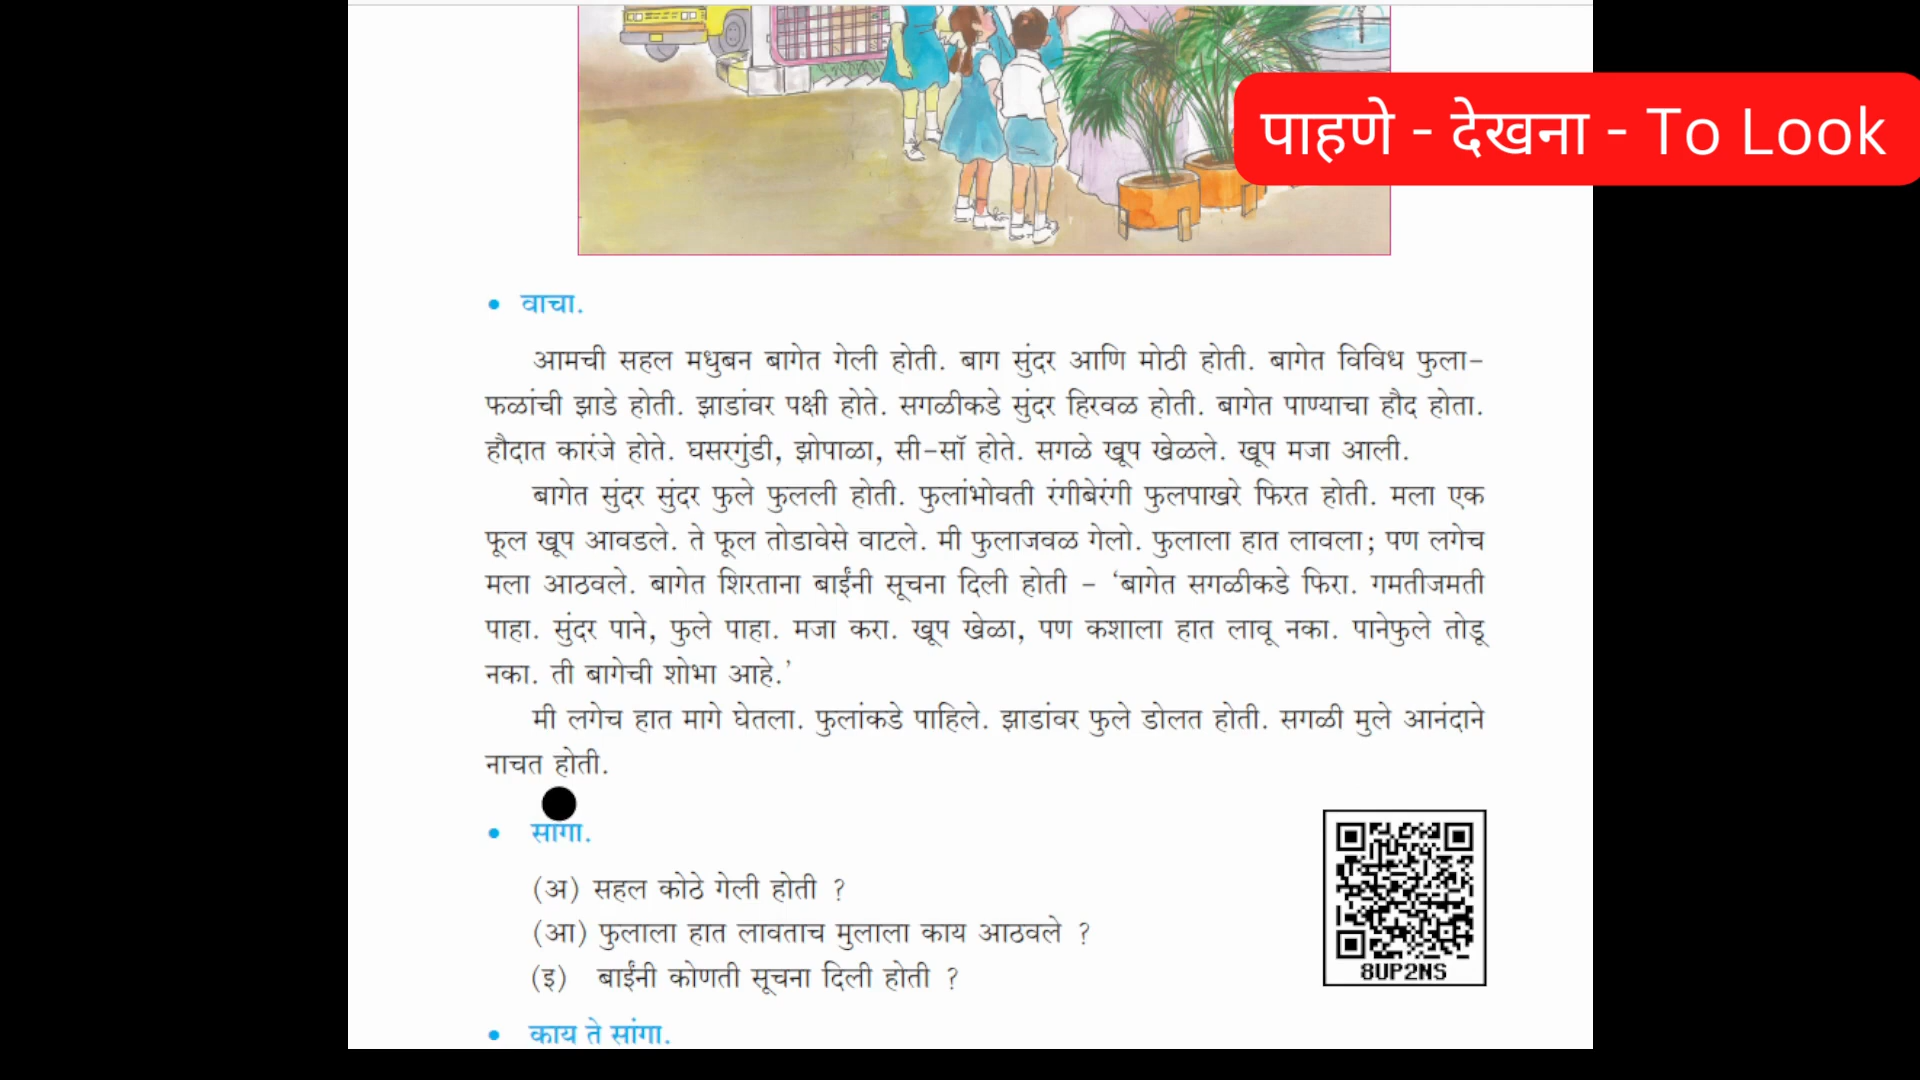 पाहणे - देखना - To Look
• वाचा.
आमची सहल मधुबन बागेत गेली होती. बाग सुंदर आणि मोठी होती. बागेत विविध फुला-
फळांची झाडे होती. झाडांवर पक्षी होते. सगळीकडे सुंदर हिरवळ होती. बागेत पाण्याचा हौद होता.
हौदात कारंजे होते. घसरगुंडी, झोपाळा, सी-सॉ होते. सगळे खूप खेळले. खूप मजा आली.
बागेत सुंदर सुंदर फुले फुलली होती. फुलांभोवती रंगीबेरंगी फुलपाखरे फिरत होती. मला एक
फूल खूप आवडले. ते फूल तोडावेसे वाटले. मी फुलाजवळ गेलो. फुलाला हात लावला; पण लगेच
मला आठवले. बागेत शिरताना बाईंनी सूचना दिली होती - ‘बागेत सगळीकडे फिरा. गमतीजमती
पाहा. सुंदर पाने, फुले पाहा. मजा करा. खूप खेळा, पण कशाला हात लावू नका. पानेफुले तोडू
नका. ती बागेची शोभा आहे.’
मी लगेच हात मागे घेतला. फुलांकडे पाहिले. झाडांवर फुले डोलत होती. सगळी मुले आनंदाने
नाचत होती.
• सांगा.
(अ) सहल कोठे गेली होती ?
(आ) फुलाला हात लावताच मुलाला काय आठवले ?
(इ) बाईंनी कोणती सूचना दिली होती ?
8UP2NS
• काय ते सांगा.